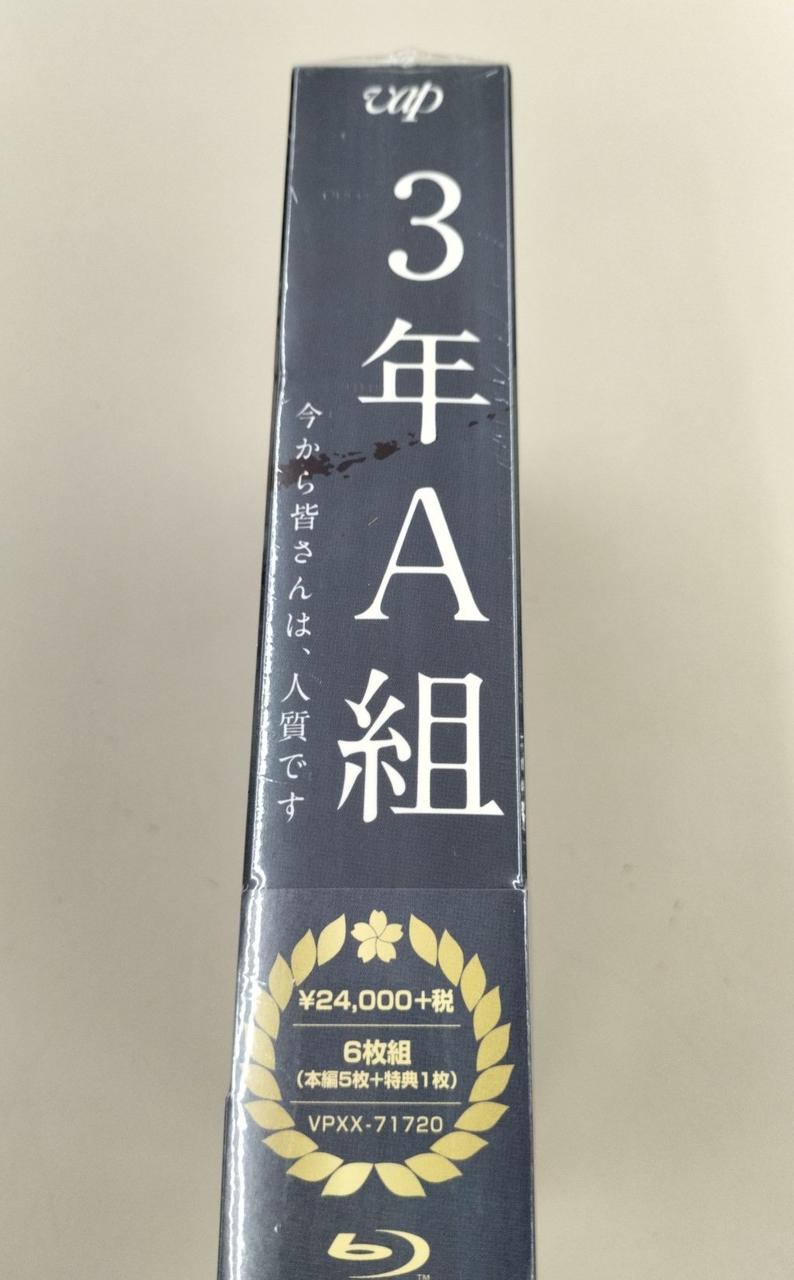 vap
3年A組
今から皆さんは、人質です
¥24,000+税
6枚組
(本編5枚+特典1枚)
VPXX-71720
TM